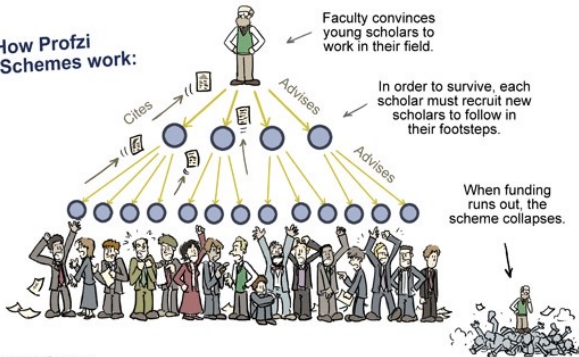 How Profzi
Schemes work:
Faculty convinces
young scholars to
work in their field.
Cites
Advises
In order to survive, each
scholar must recruit new
scholars to follow in
their footsteps.
Advises
When funding
runs out, the
scheme collapses.